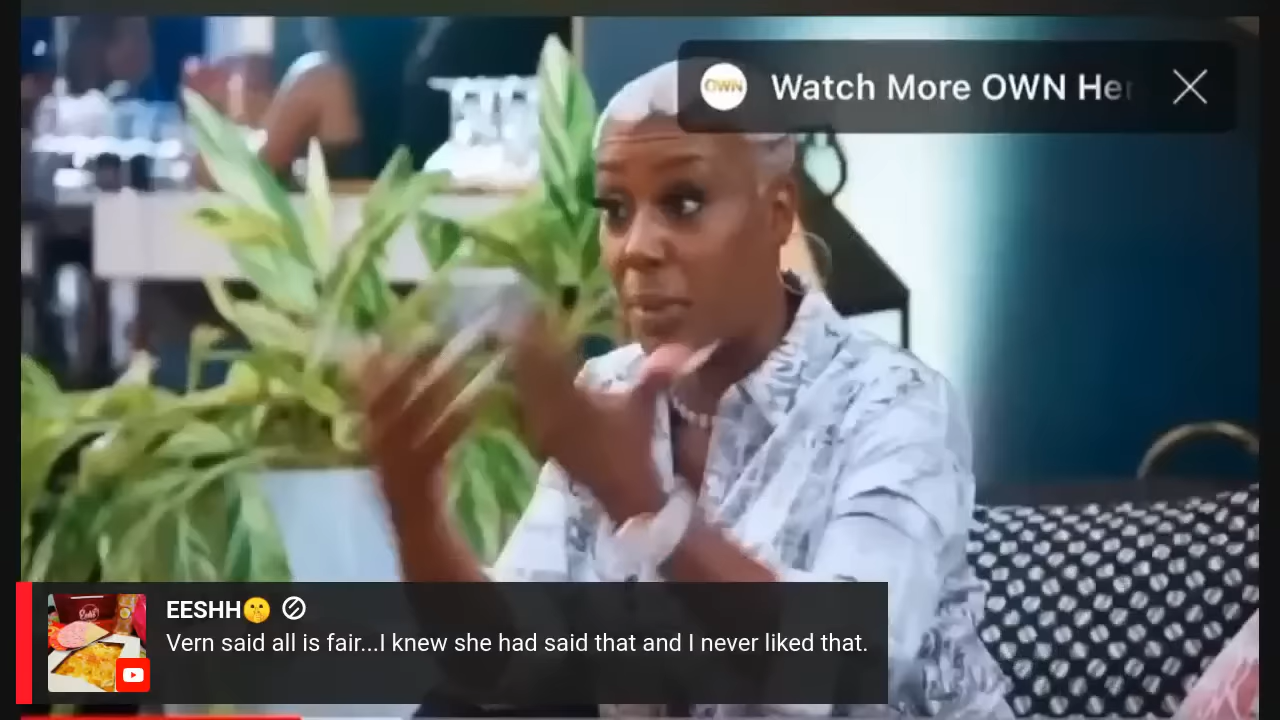 OWN
Watch More OWN Her
EESHH🤫
Vern said all is fair...I knew she had said that and I never liked that.